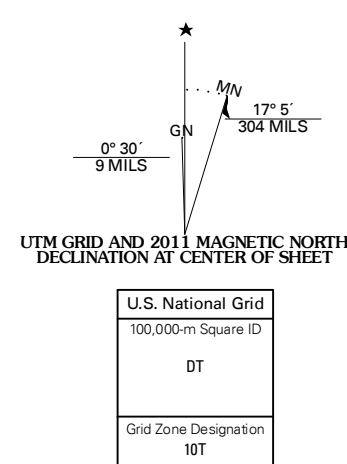 ★
MN
17° 5´
304 MILS
GN
0° 30´
9 MILS
UTM GRID AND 2011 MAGNETIC NORTH
DECLINATION AT CENTER OF SHEET
U.S. National Grid
100,000-m Square ID
DT
Grid Zone Designation
10T